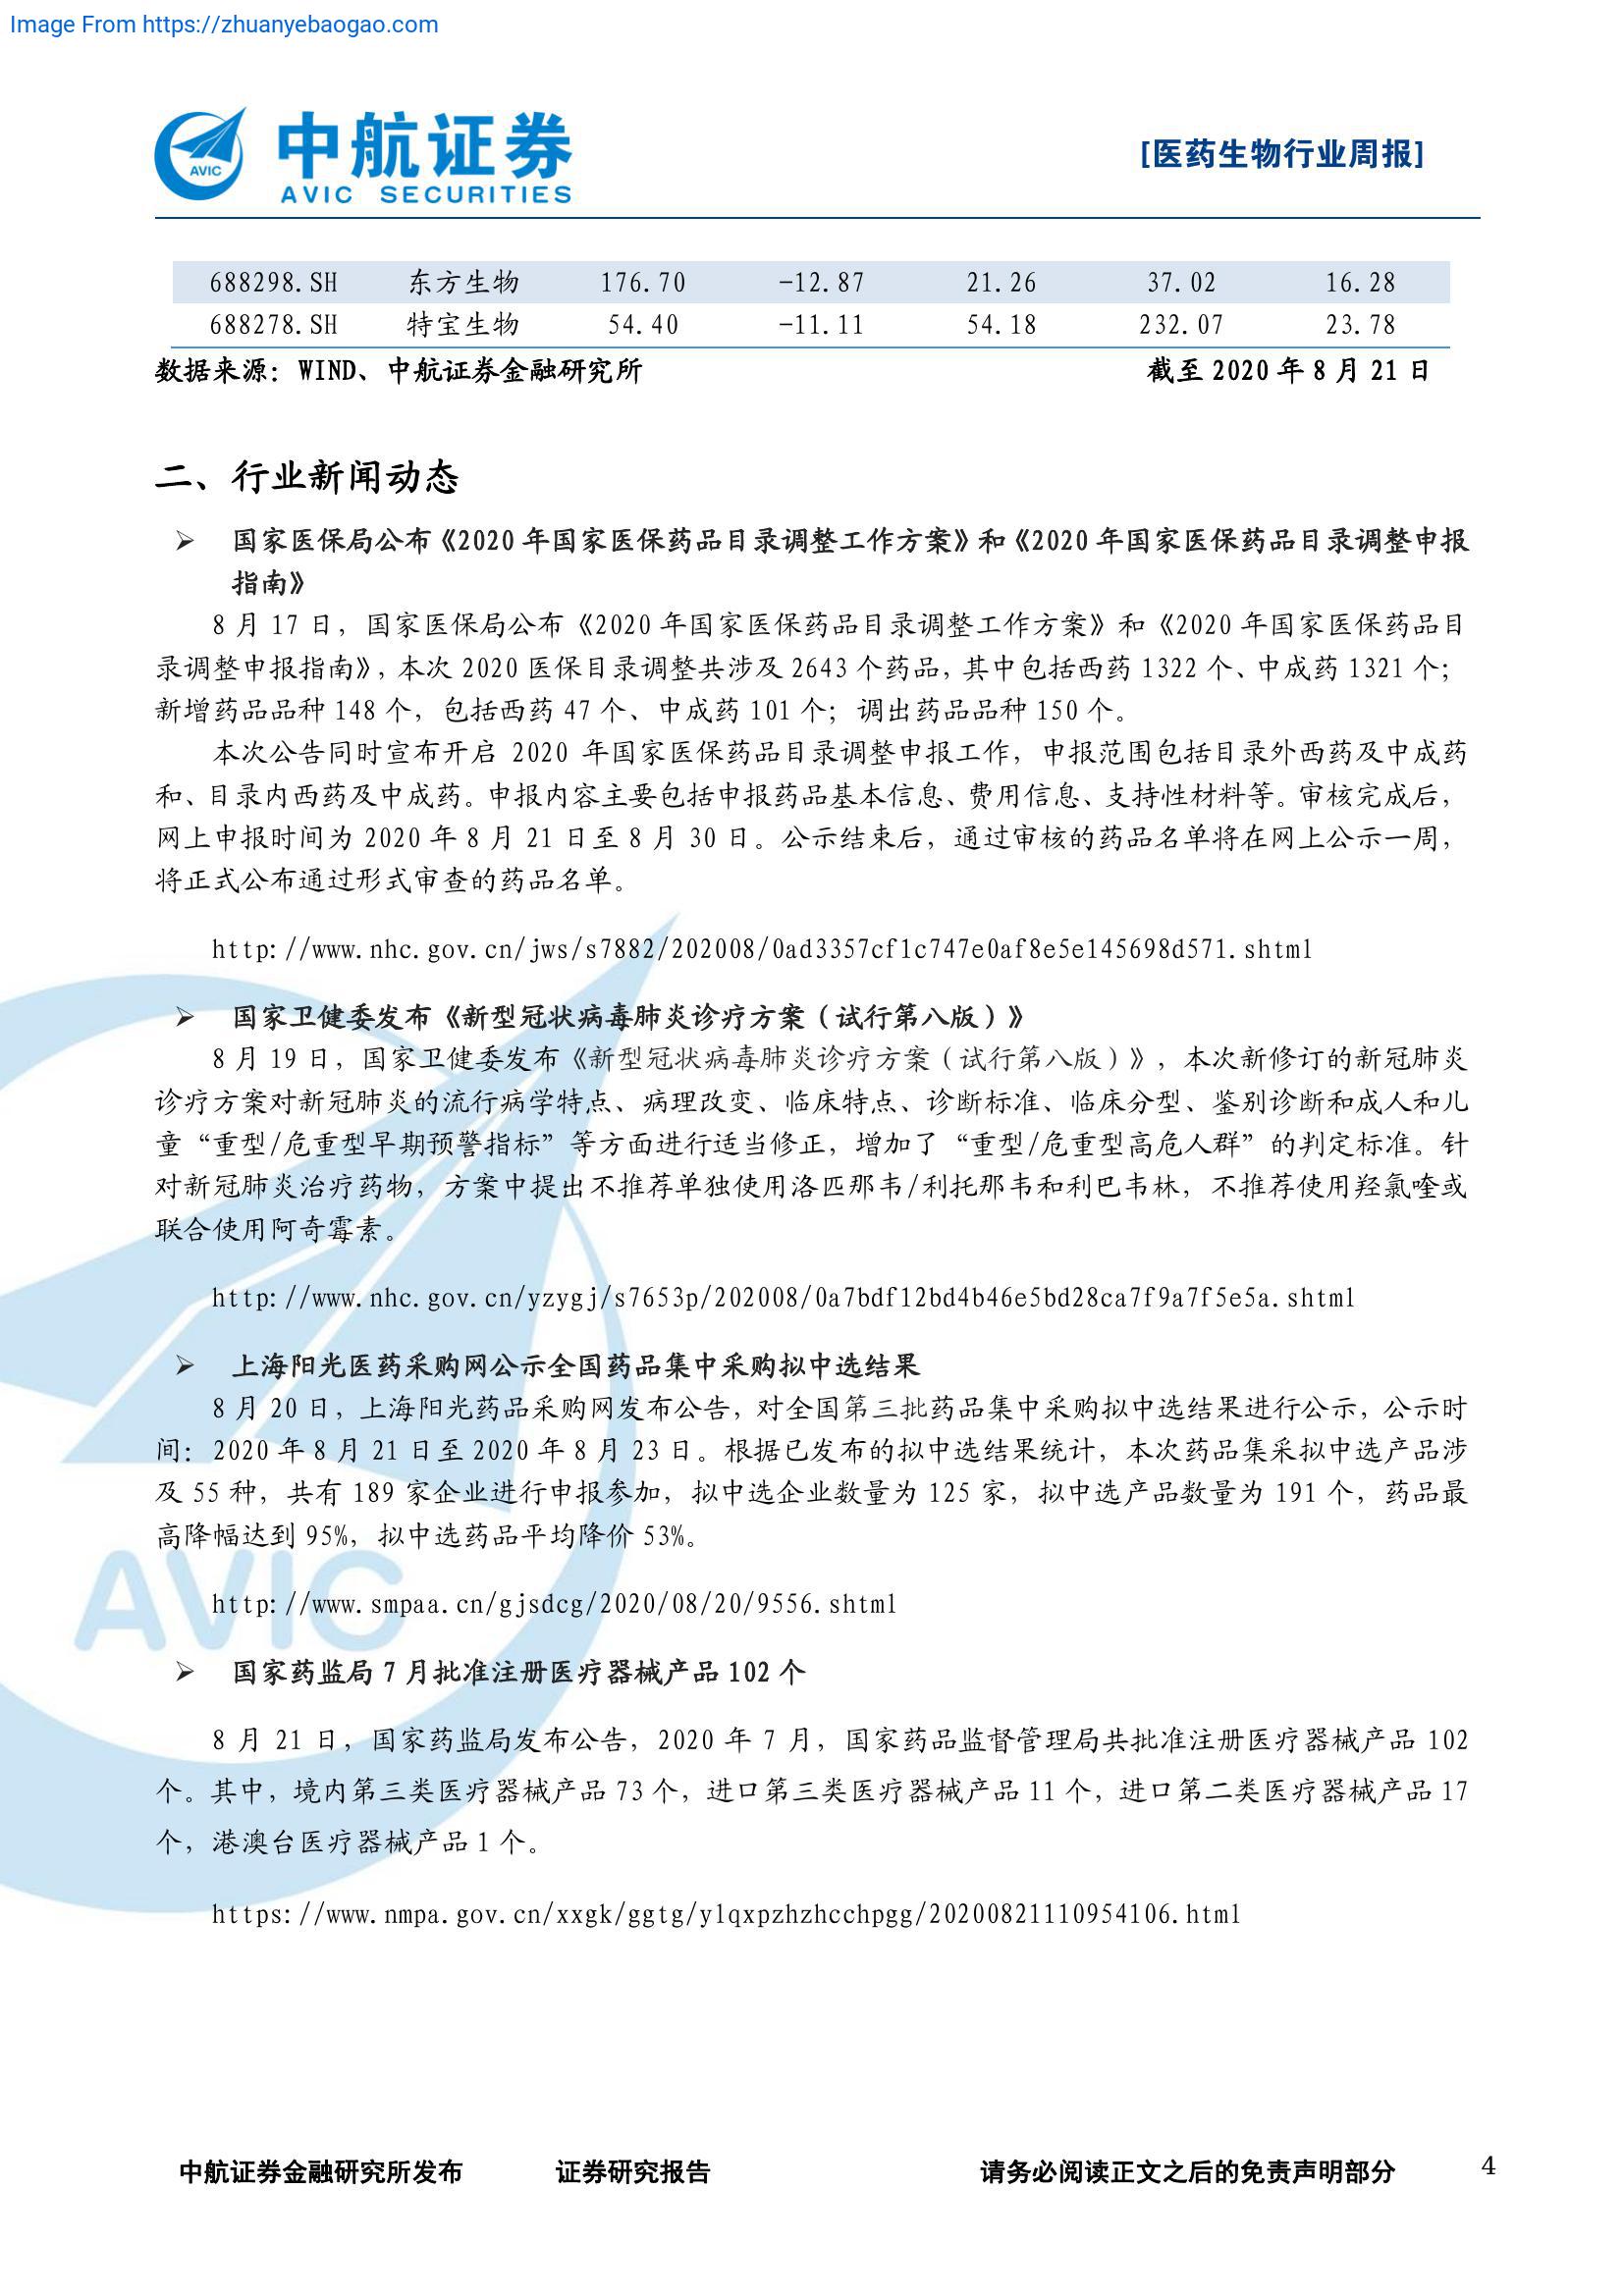 Image From https://zhuanyebaogao.com
中航证券
AVIC SECURITIES
AVIC
[医药生物行业周报]
688298.SH 东方生物 176.70 -12.87 21.26 37.02 16.28
688278.SH 特宝生物 54.40 -11.11 54.18 232.07 23.78
数据来源：WIND、中航证券金融研究所 截至 2020 年 8 月 21 日
二、行业新闻动态
➢ 国家医保局公布《2020 年国家医保药品目录调整工作方案》和《2020 年国家医保药品目录调整申报
指南》
8 月 17 日，国家医保局公布《2020 年国家医保药品目录调整工作方案》和《2020 年国家医保药品目
录调整申报指南》，本次 2020 医保目录调整共涉及 2643 个药品，其中包括西药 1322 个、中成药 1321 个；
新增药品品种 148 个，包括西药 47 个、中成药 101 个；调出药品品种 150 个。
本次公告同时宣布开启 2020 年国家医保药品目录调整申报工作，申报范围包括目录外西药及中成药
和、目录内西药及中成药。申报内容主要包括申报药品基本信息、费用信息、支持性材料等。审核完成后，
网上申报时间为 2020 年 8 月 21 日至 8 月 30 日。公示结束后，通过审核的药品名单将在网上公示一周，
将正式公布通过形式审查的药品名单。
http://www.nhc.gov.cn/jws/s7882/202008/0ad3357cf1c747e0af8e5e145698d571.shtml
➢ 国家卫健委发布《新型冠状病毒肺炎诊疗方案（试行第八版）》
8 月 19 日，国家卫健委发布《新型冠状病毒肺炎诊疗方案（试行第八版）》，本次新修订的新冠肺炎
诊疗方案对新冠肺炎的流行病学特点、病理改变、临床特点、诊断标准、临床分型、鉴别诊断和成人和儿
童“重型/危重型早期预警指标”等方面进行适当修正，增加了“重型/危重型高危人群”的判定标准。针
对新冠肺炎治疗药物，方案中提出不推荐单独使用洛匹那韦/利托那韦和利巴韦林，不推荐使用羟氯喹或
联合使用阿奇霉素。
http://www.nhc.gov.cn/yzygj/s7653p/202008/0a7bdf12bd4b46e5bd28ca7f9a7f5e5a.shtml
➢ 上海阳光医药采购网公示全国药品集中采购拟中选结果
8 月 20 日，上海阳光药品采购网发布公告，对全国第三批药品集中采购拟中选结果进行公示，公示时
间：2020 年 8 月 21 日至 2020 年 8 月 23 日。根据已发布的拟中选结果统计，本次药品集采拟中选产品涉
及 55 种，共有 189 家企业进行申报参加，拟中选企业数量为 125 家，拟中选产品数量为 191 个，药品最
高降幅达到 95%，拟中选药品平均降价 53%。
http://www.smpaa.cn/gjsdcg/2020/08/20/9556.shtml
➢ 国家药监局 7 月批准注册医疗器械产品 102 个
8 月 21 日，国家药监局发布公告，2020 年 7 月，国家药品监督管理局共批准注册医疗器械产品 102
个。其中，境内第三类医疗器械产品 73 个，进口第三类医疗器械产品 11 个，进口第二类医疗器械产品 17
个，港澳台医疗器械产品 1 个。
https://www.nmpa.gov.cn/xxgk/ggtg/ylqxpzhzhcchpgg/20200821110954106.html
AVIC
中航证券金融研究所发布 证券研究报告 请务必阅读正文之后的免责声明部分 4